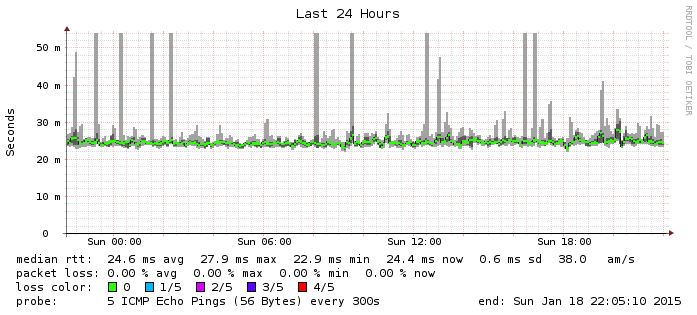 Last 24 Hours
RRDTOOL / TOBI OETIKER
Seconds
50 m
40 m
30 m
20 m
10 m
0
Sun 00:00 Sun 06:00 Sun 12:00 Sun 18:00
median rtt: 24.6 ms avg 27.9 ms max 22.9 ms min 24.4 ms now 0.6 ms sd 38.0 am/s
packet loss: 0.00 % avg 0.00 % max 0.00 % min 0.00 % now
loss color: 0 1/5 2/5 3/5 4/5
probe: 5 ICMP Echo Pings (56 Bytes) every 300s end: Sun Jan 18 22:05:10 2015